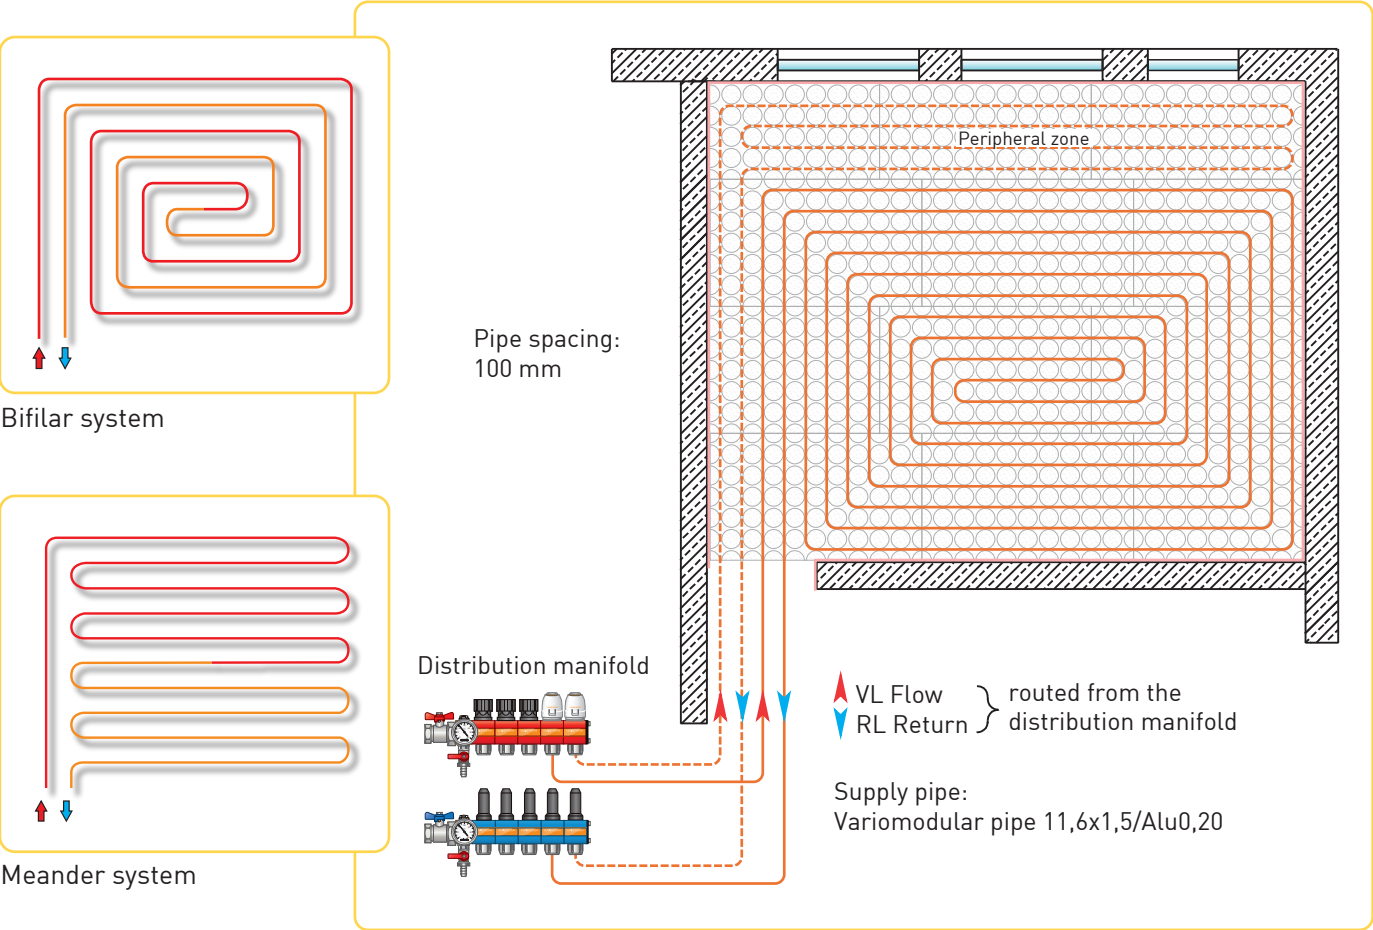 Peripheral zone
Pipe spacing:
100 mm
Bifilar system
Distribution manifold
VL Flow
RL Return
routed from the
distribution manifold
Supply pipe:
Variomodular pipe 11,6x1,5/Alu0,20
Meander system